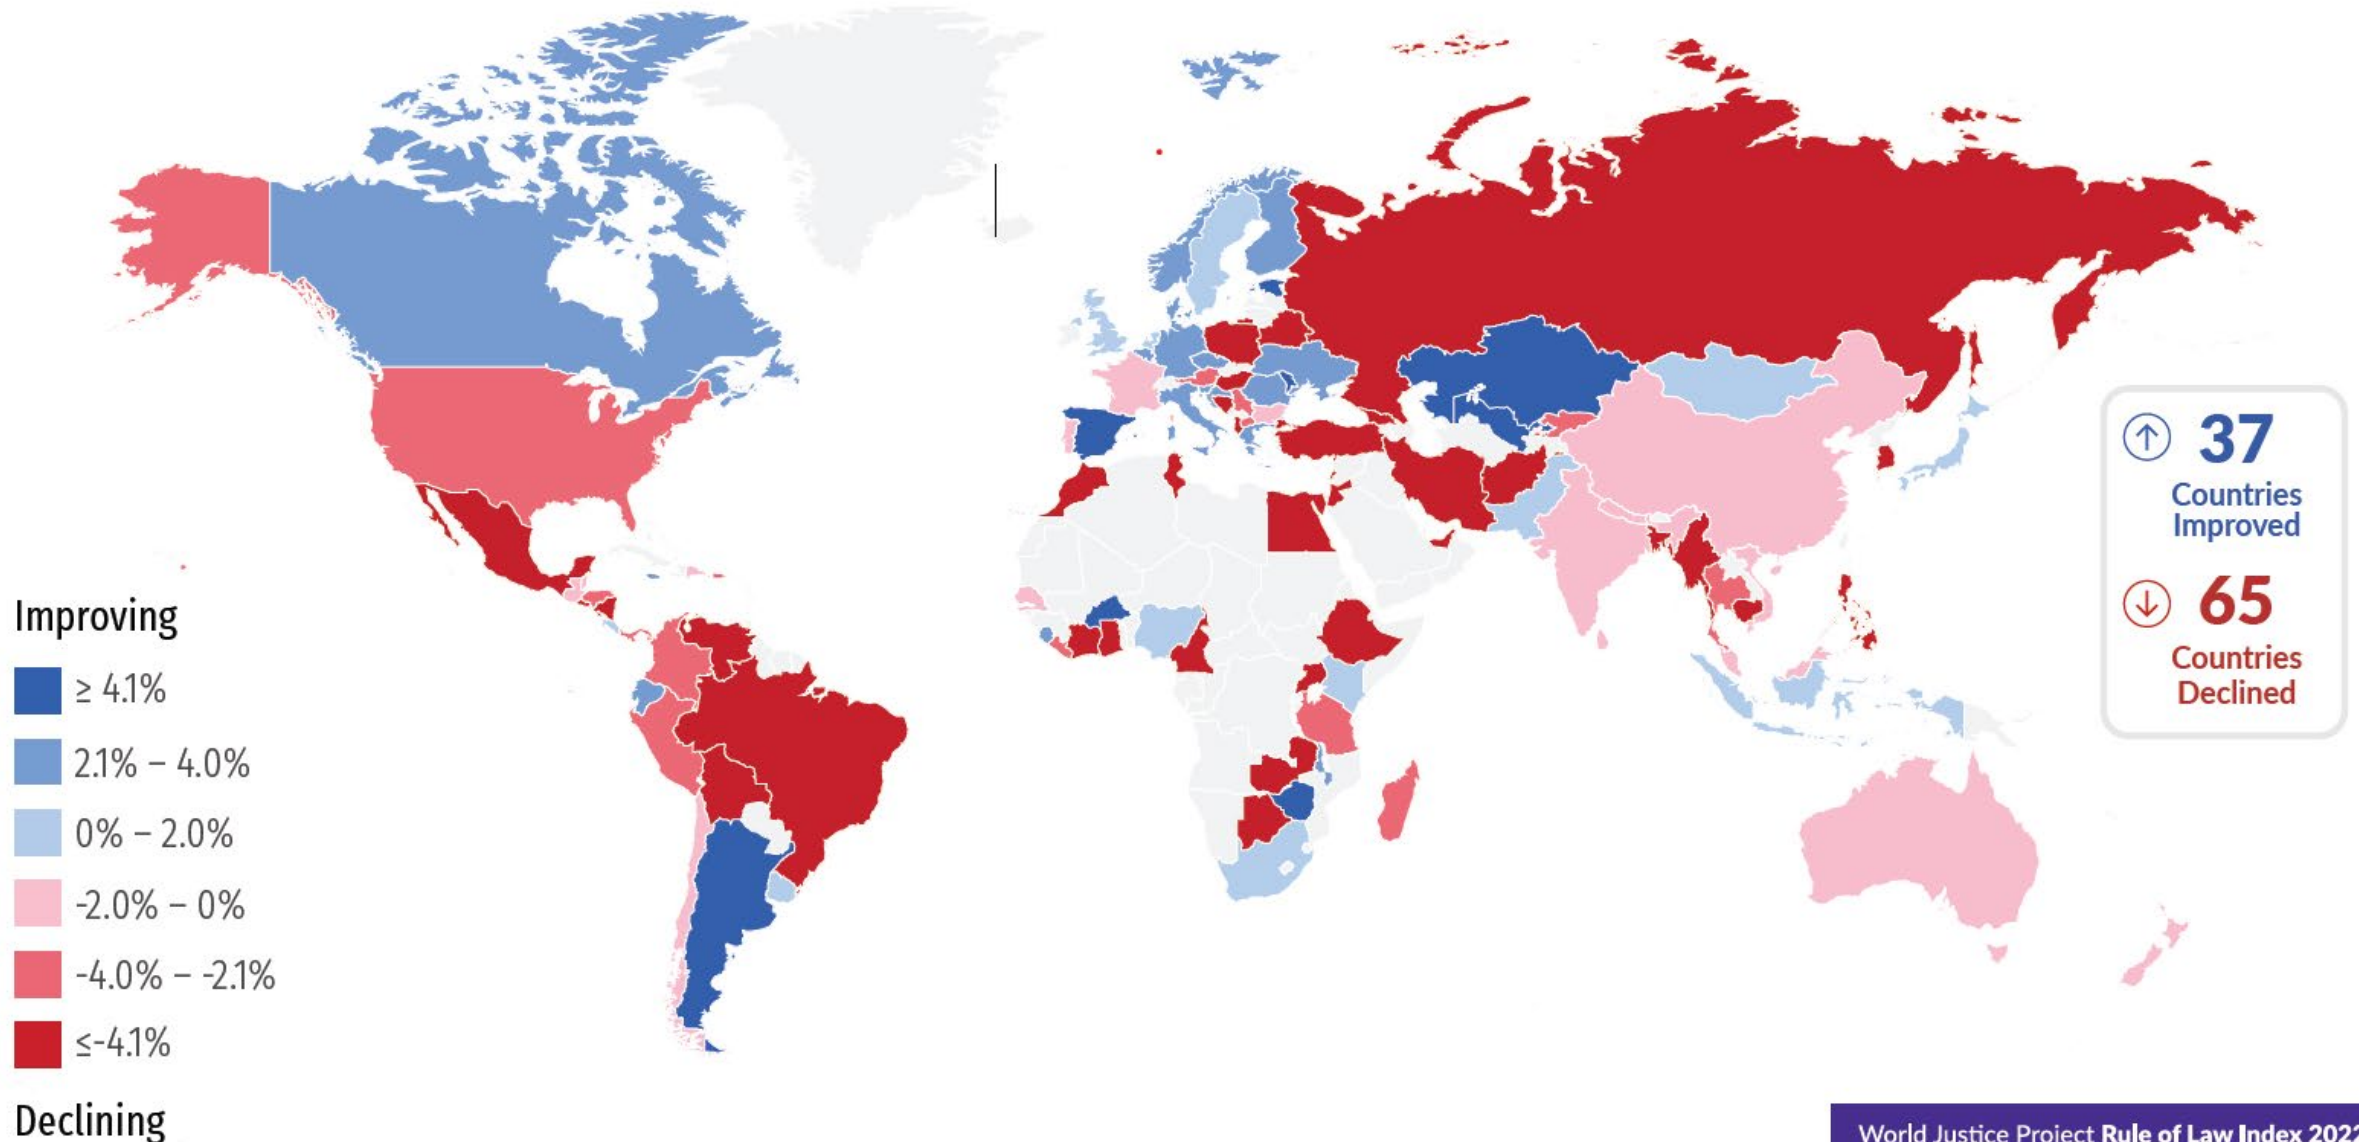 Improving
≥ 4.1%
2.1% – 4.0%
0% – 2.0%
-2.0% – 0%
-4.0% – -2.1%
≤-4.1%
Declining
37
Countries
Improved
65
Countries
Declined
World Justice Project Rule of Law Index